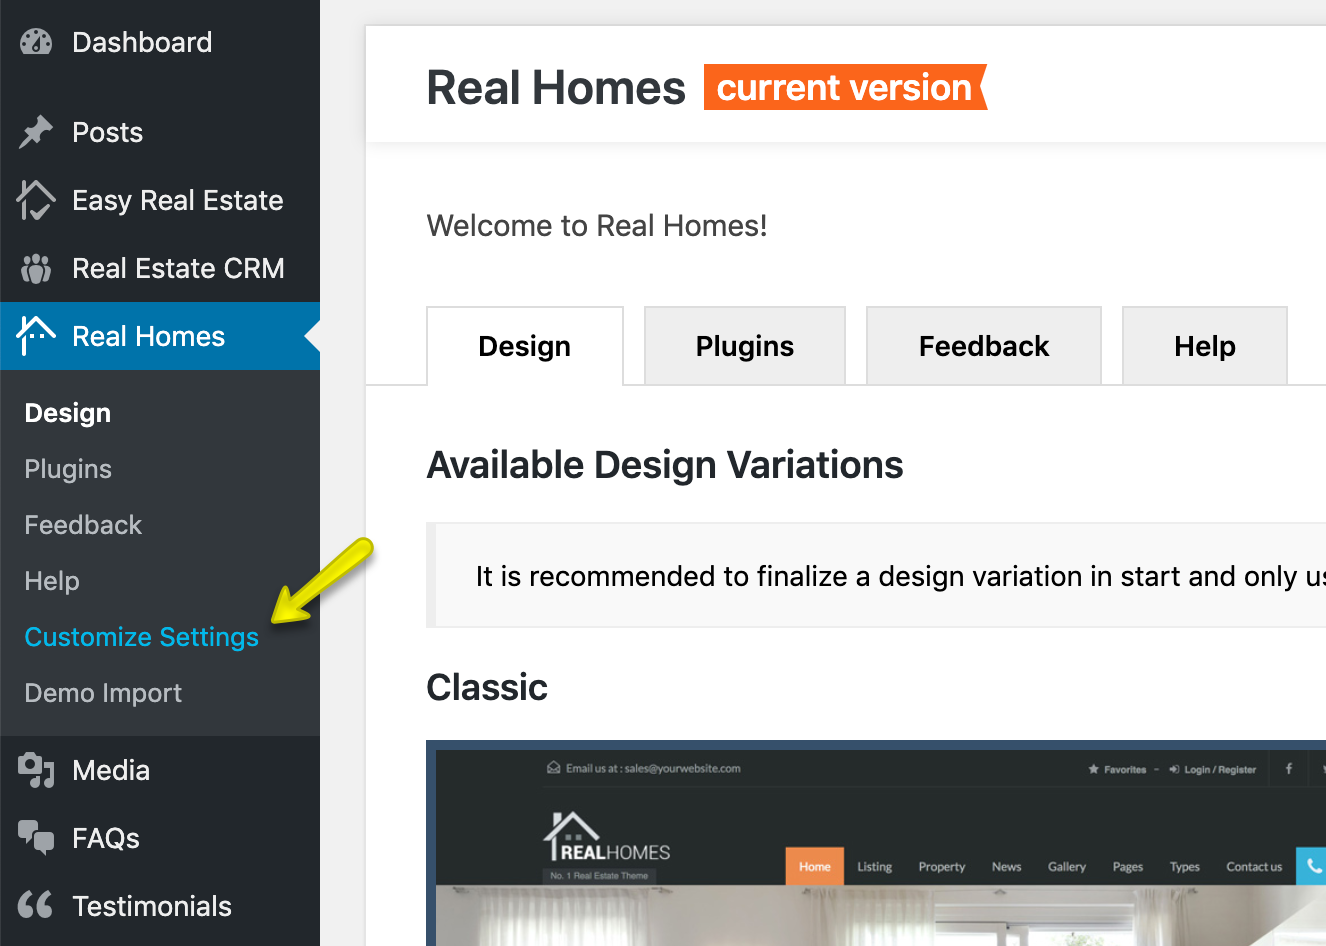 Dashboard
Posts
Easy Real Estate
Real Estate CRM
Real Homes
Design
Plugins
Feedback
Help
Customize Settings
Demo Import
Media
FAQs
Testimonials
Real Homes current version
Welcome to Real Homes!
Design Plugins Feedback Help
Available Design Variations
It is recommended to finalize a design variation in start and only us
Classic
Email us at : sales@yourwebsite.com Favorites - Login / Register
REALHOMES
No. 1 Real Estate Theme
Home Listing Property News Gallery Pages Types Contact us